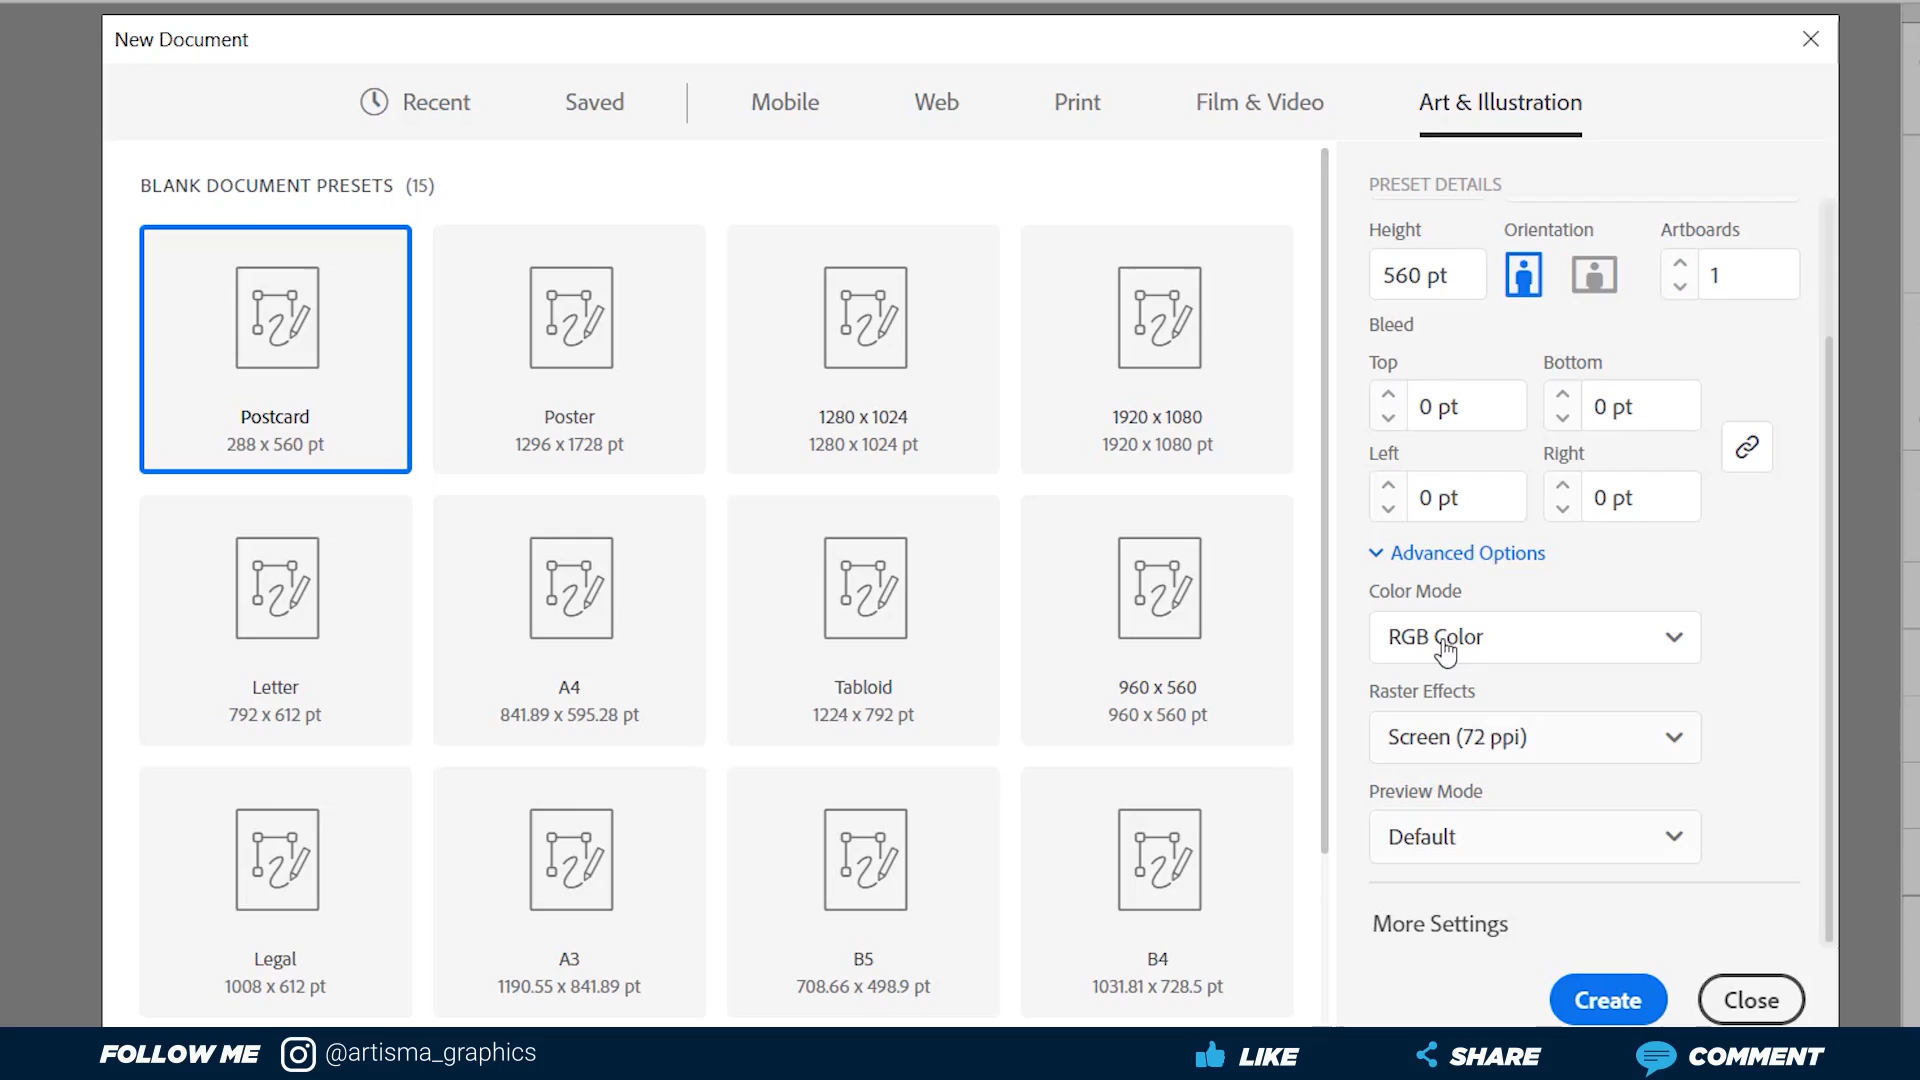 New Document
Recent
Saved
Mobile
Web
Print
Film & Video
Art & Illustration
BLANK DOCUMENT PRESETS (15)
Postcard
288 x 560 pt
Poster
1296 x 1728 pt
1280 x 1024
1280 x 1024 pt
1920 x 1080
1920 x 1080 pt
Letter
792 x 612 pt
A4
841.89 x 595.28 pt
Tabloid
1224 x 792 pt
960 x 560
960 x 560 pt
Legal
1008 x 612 pt
A3
1190.55 x 841.89 pt
B5
708.66 x 498.9 pt
B4
1031.81 x 728.5 pt
PRESET DETAILS
Height
Orientation
Artboards
560 pt
1
Bleed
Top
Bottom
0 pt
0 pt
Left
Right
0 pt
0 pt
Advanced Options
Color Mode
RGB Color
Raster Effects
Screen (72 ppi)
Preview Mode
Default
More Settings
Create
Close
FOLLOW ME
@artisma_graphics
LIKE
SHARE
COMMENT